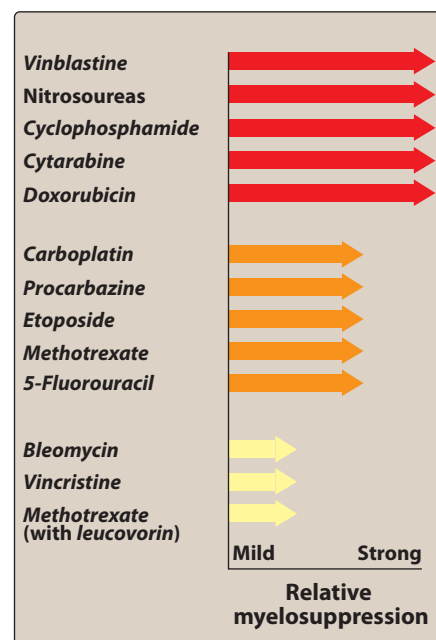 Vinblastine
Nitrosoureas
Cyclophosphamide
Cytarabine
Doxorubicin
Carboplatin
Procarbazine
Etoposide
Methotrexate
5-Fluorouracil
Bleomycin
Vincristine
Methotrexate
(with leucovorin)
Mild Strong
Relative
myelosuppression